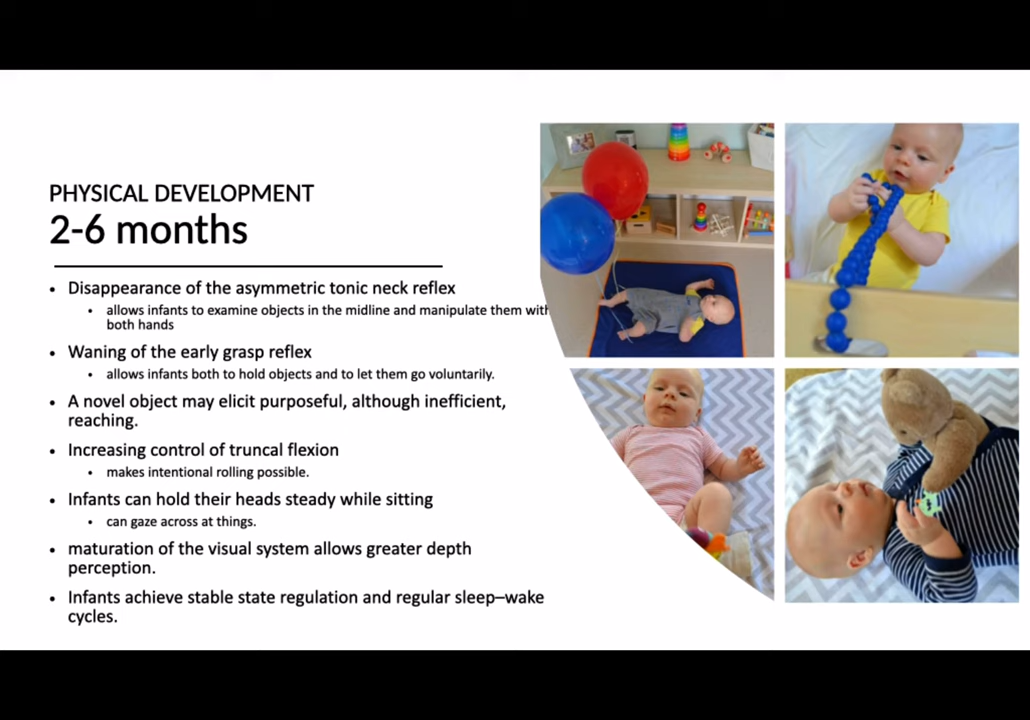 PHYSICAL DEVELOPMENT
2-6 months
• Disappearance of the asymmetric tonic neck reflex
• allows infants to examine objects in the midline and manipulate them with
both hands
• Waning of the early grasp reflex
• allows infants both to hold objects and to let them go voluntarily.
• A novel object may elicit purposeful, although inefficient,
reaching.
• Increasing control of truncal flexion
• makes intentional rolling possible.
• Infants can hold their heads steady while sitting
• can gaze across at things.
• maturation of the visual system allows greater depth
perception.
• Infants achieve stable state regulation and regular sleep–wake
cycles.